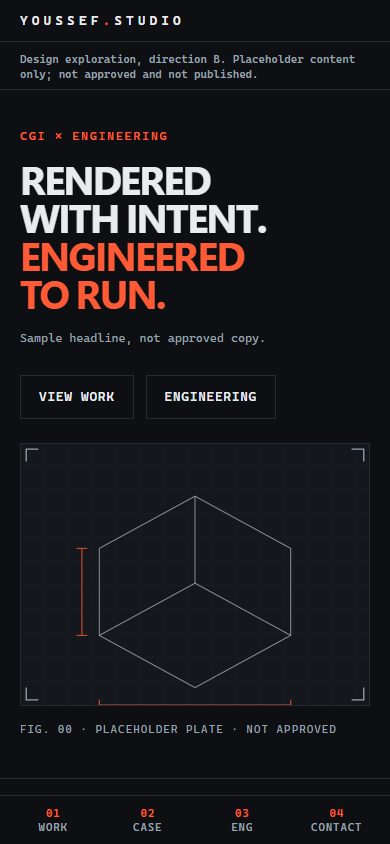 YOUSSEF.STUDIO
Design exploration, direction B. Placeholder content
only; not approved and not published.
CGI × ENGINEERING
RENDERED
WITH INTENT.
ENGINEERED
TO RUN.
Sample headline, not approved copy.
VIEW WORK
ENGINEERING
FIG. 00 · PLACEHOLDER PLATE · NOT APPROVED
01
WORK
02
CASE
03
ENG
04
CONTACT